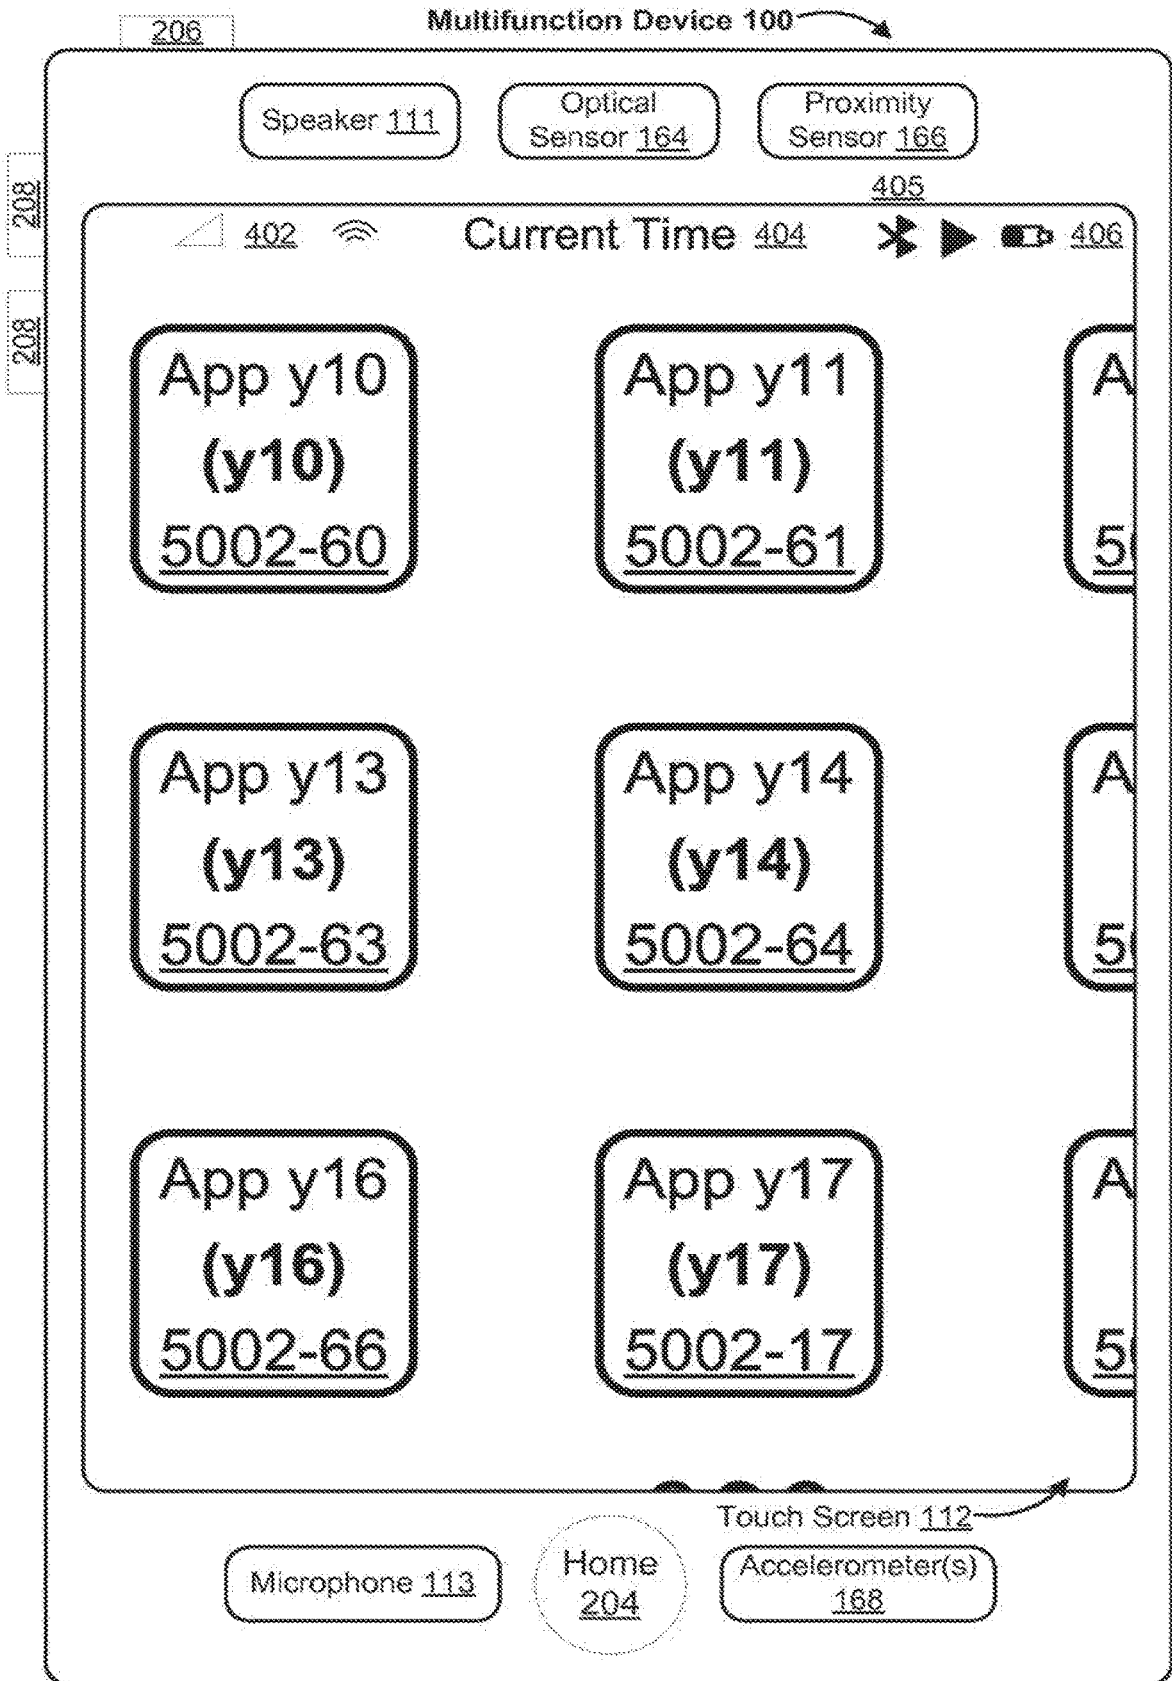 Multifunction Device 100
206
Speaker 111
Optical
Sensor 164
Proximity
Sensor 166
208
405
402
Current Time 404
406
208
App y10
(y10)
5002-60
App y11
(y11)
5002-61
A
50
App y13
(y13)
5002-63
App y14
(y14)
5002-64
A
50
App y16
(y16)
5002-66
App y17
(y17)
5002-17
A
50
Touch Screen 112
Microphone 113
Home
204
Accelerometer(s)
168